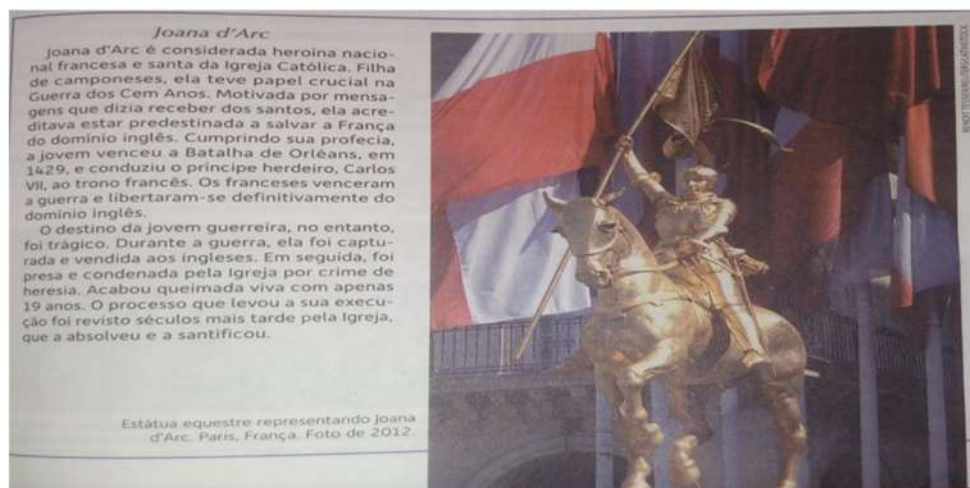 Joana d'Arc
Joana d'Arc é considerada heroína nacio-
nal francesa e santa da Igreja Católica. Filha
de camponeses, ela teve papel crucial na
Guerra dos Cem Anos. Motivada por mensa-
gens que dizia receber dos santos, ela acre-
ditava estar predestinada a salvar a França
do domínio inglês. Cumprindo sua profecia,
a jovem venceu a Batalha de Orléans, em
1429, e conduziu o príncipe herdeiro, Carlos
VII, ao trono francês. Os franceses venceram
a guerra e libertaram-se definitivamente do
domínio inglês.
O destino da jovem guerreira, no entanto,
foi trágico. Durante a guerra, ela foi captu-
rada e vendida aos ingleses. Em seguida, foi
presa e condenada pela Igreja por crime de
heresia. Acabou queimada viva com apenas
19 anos. O processo que levou a sua execu-
ção foi revisto séculos mais tarde pela Igreja,
que a absolveu e a santificou.
Estátua equestre representando Joana
d'Arc. Paris, França. Foto de 2012.